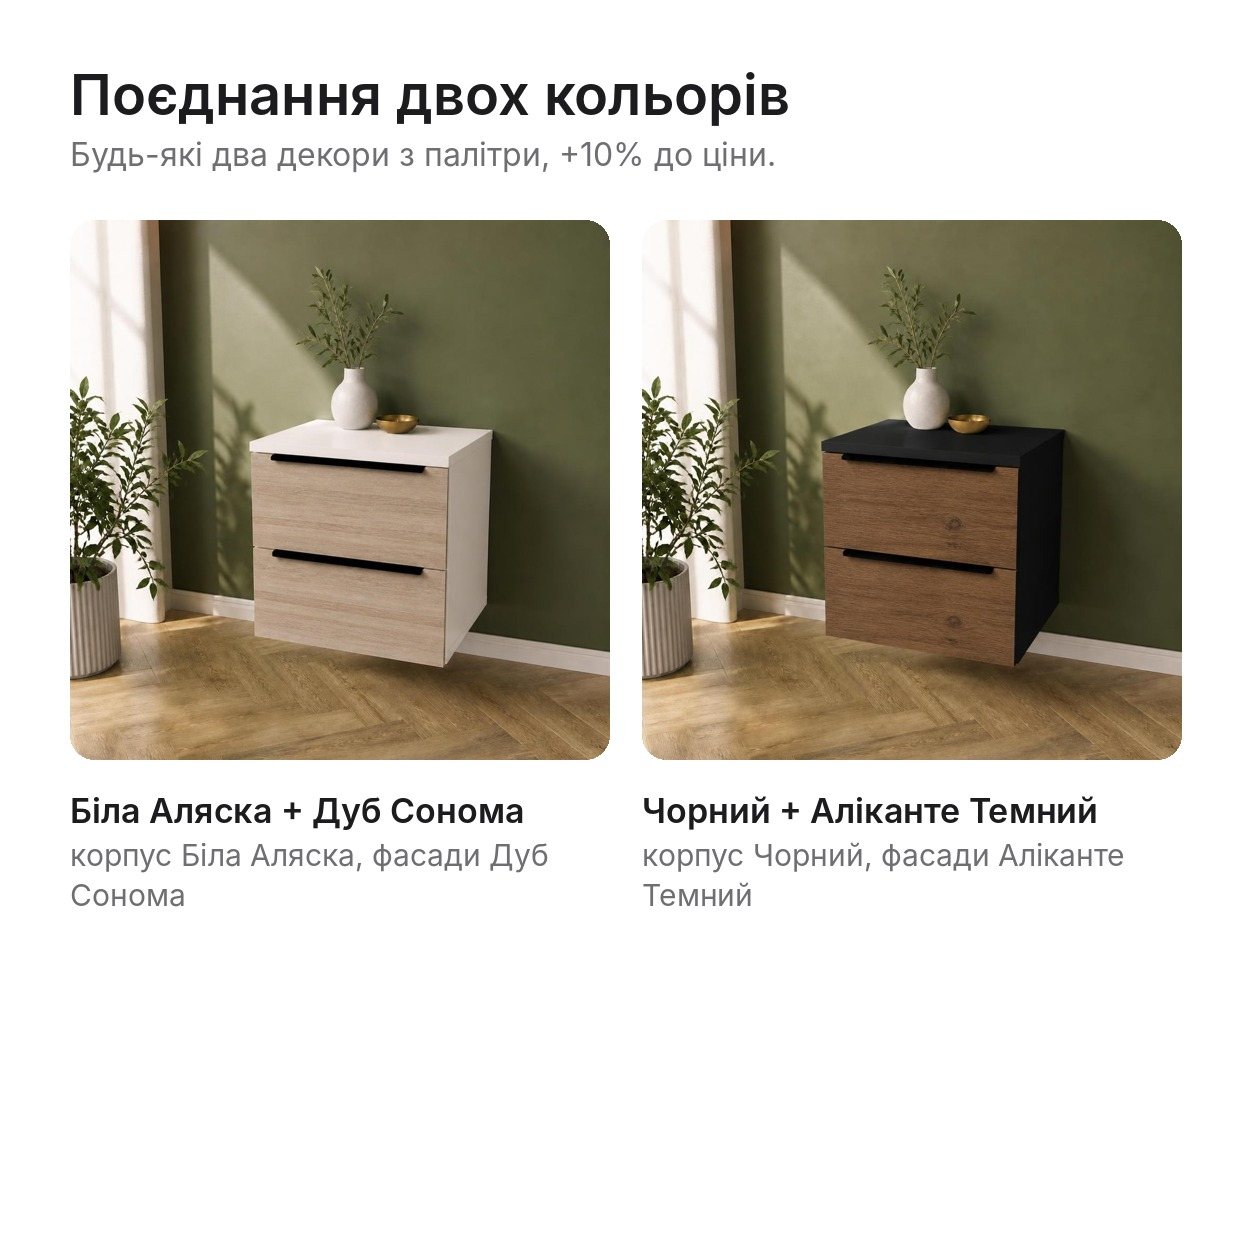 Поєднання двох кольорів
Будь-які два декори з палітри, +10% до ціни.
Біла Аляска + Дуб Сонома
корпус Біла Аляска, фасади Дуб
Сонома
Чорний + Аліканте Темний
корпус Чорний, фасади Аліканте
Темний